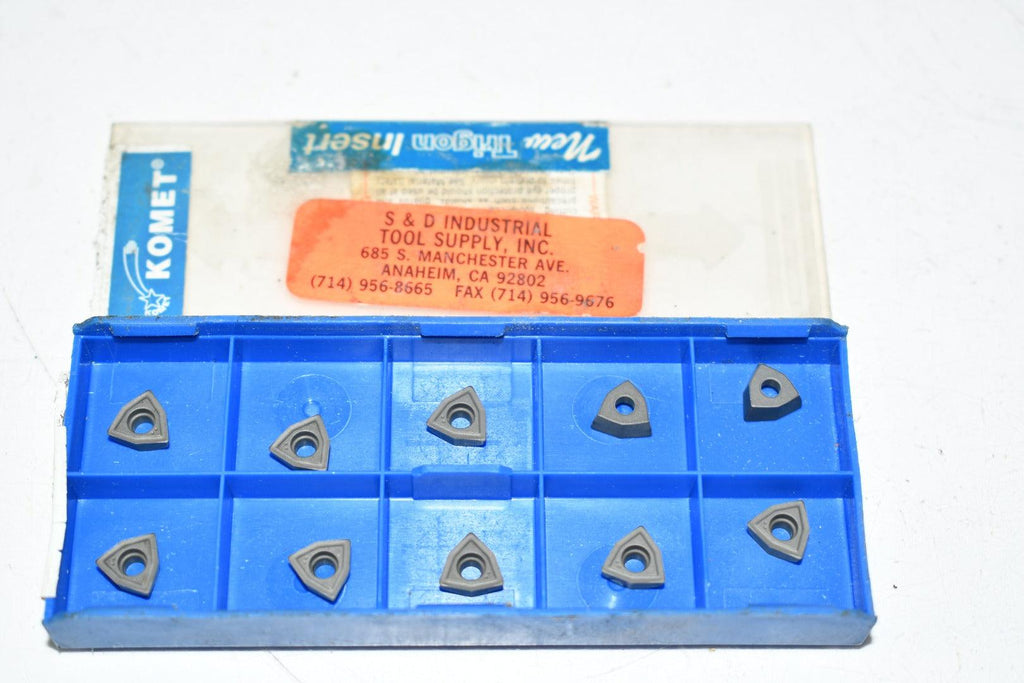 New Trigon Insert
KOMET®
S & D INDUSTRIAL
TOOL SUPPLY, INC.
685 S. MANCHESTER AVE.
ANAHEIM, CA 92802
(714) 956-8665 FAX (714) 956-9676